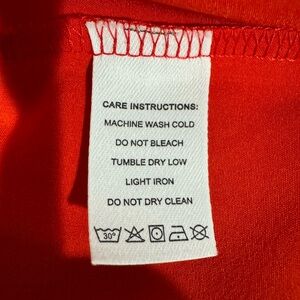 CARE INSTRUCTIONS:
MACHINE WASH COLD
DO NOT BLEACH
TUMBLE DRY LOW
LIGHT IRON
DO NOT DRY CLEAN
30°